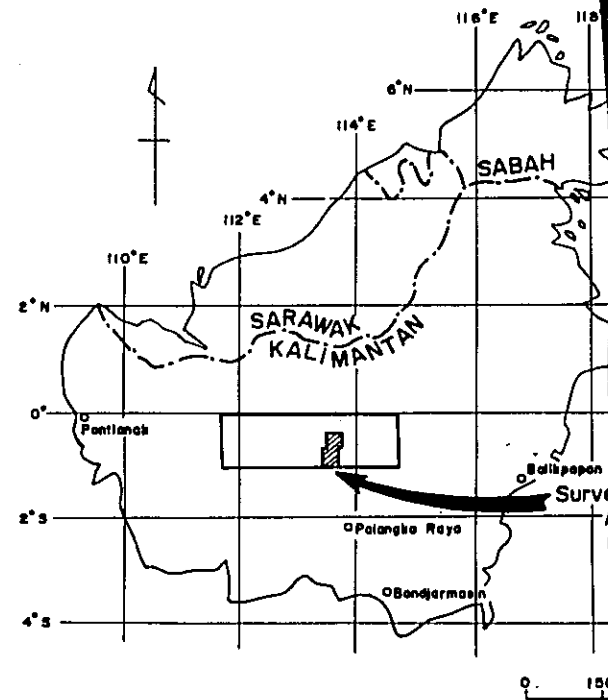 116°E
118°
6°N
114°E
SABAH
4°N
112°E
110°E
2°N
SARAWAK
KALIMANTAN
0°
Pontianak
Balikpapan
Surve
2°S
Palangka Raya
Bandjarmasin
4°S
0
150